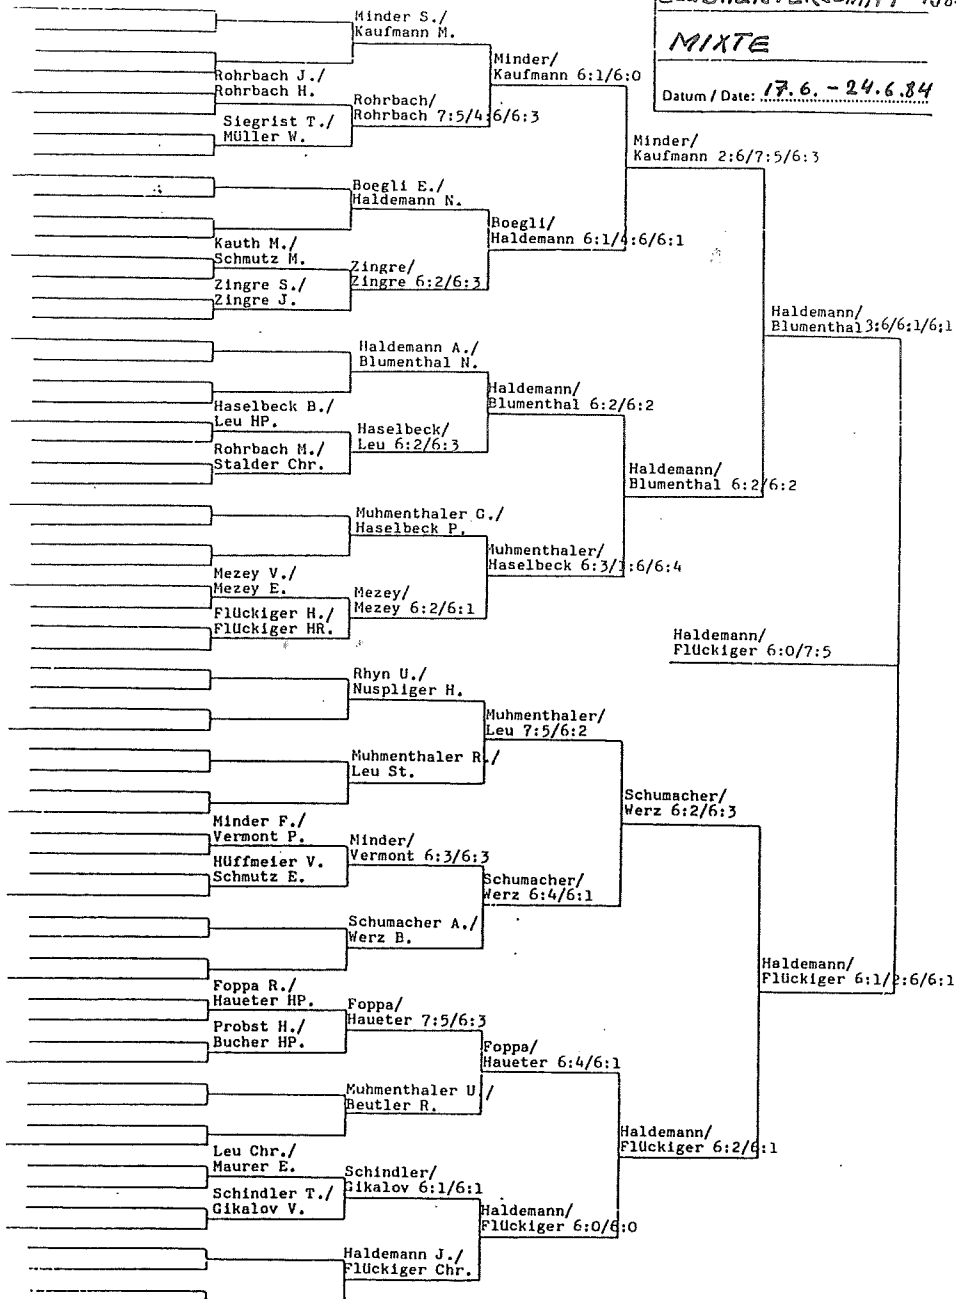 MIXTE
Datum / Date: 17.6. - 24.6.84
Minder S./
Kaufmann M.
Rohrbach J./
Rohrbach H.
Siegrist T./
Müller W.
Boegli E./
Haldemann N.
Kauth M./
Schmutz M.
Zingre S./
Zingre J.
Haldemann A./
Blumenthal N.
Haselbeck B./
Leu HP.
Rohrbach M./
Stalder Chr.
Muhmenthaler G./
Haselbeck P.
Mezey V./
Mezey E.
Flückiger H./
Flückiger HR.
Rhyn U./
Nuspliger H.
Muhmenthaler R./
Leu St.
Minder F./
Vermont P.
Hüffmeier V.
Schmutz E.
Schumacher A./
Werz B.
Foppa R./
Haueter HP.
Probst H./
Bucher HP.
Muhmenthaler U./
Beutler R.
Leu Chr./
Maurer E.
Schindler T./
Gikalov V.
Haldemann J./
Flückiger Chr.
Rohrbach/
Rohrbach 7:5/4:6/6:3
Zingre/
Zingre 6:2/6:3
Haselbeck/
Leu 6:2/6:3
Mezey/
Mezey 6:2/6:1
Minder/
Vermont 6:3/6:3
Foppa/
Haueter 7:5/6:3
Schindler/
Gikalov 6:1/6:1
Minder/
Kaufmann 6:1/6:0
Boegli/
Haldemann 6:1/4:6/6:1
Haldemann/
Blumenthal 6:2/6:2
Muhmenthaler/
Haselbeck 6:3/1:6/6:4
Muhmenthaler/
Leu 7:5/6:2
Schumacher/
Werz 6:4/6:1
Foppa/
Haueter 6:4/6:1
Haldemann/
Flückiger 6:0/6:0
Minder/
Kaufmann 2:6/7:5/6:3
Haldemann/
Blumenthal 6:2/6:2
Schumacher/
Werz 6:2/6:3
Haldemann/
Flückiger 6:2/6:1
Haldemann/
Blumenthal 3:6/6:1/6:1
Haldemann/
Flückiger 6:1/2:6/6:1
Haldemann/
Flückiger 6:0/7:5